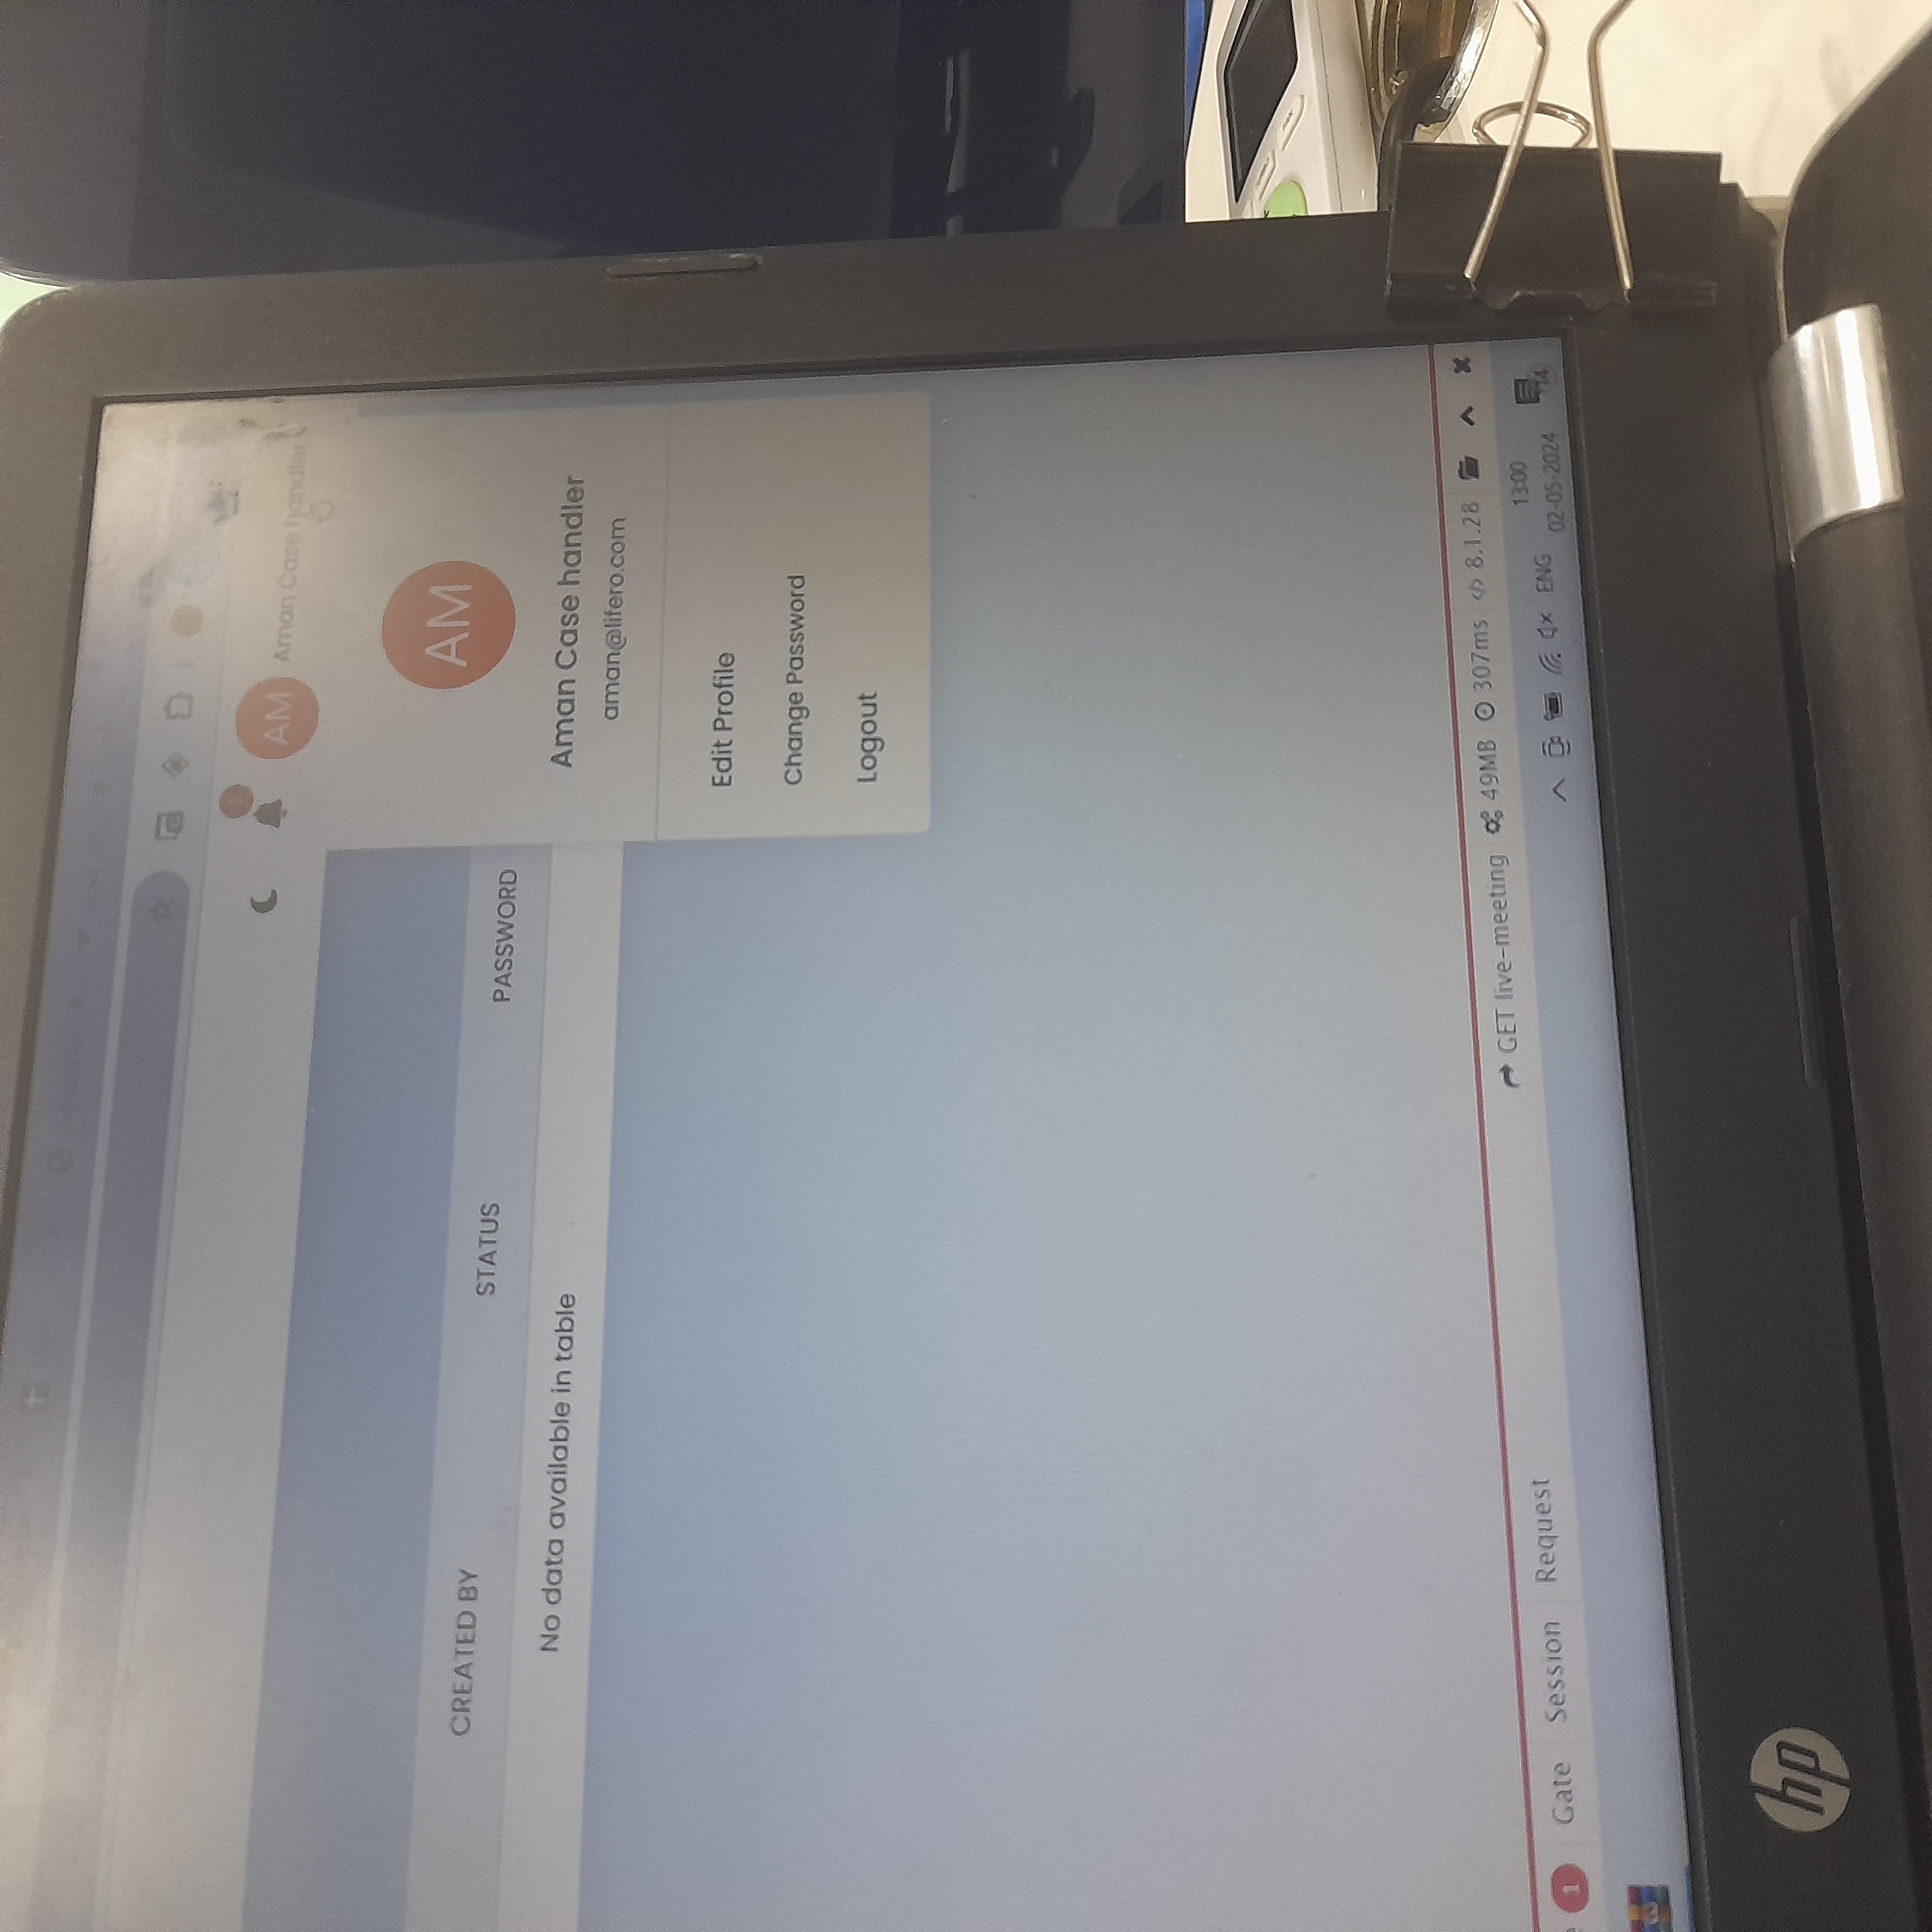 AM Aman Case handler
AM
Aman Case handler
aman@lifero.com
CREATED BY STATUS PASSWORD
No data available in table
Edit Profile
Change Password
Logout
GET live-meeting 49MB 307ms </> 8.1.28
1 Gate Session Request
ENG 13:00
02-05-2024
14
hp